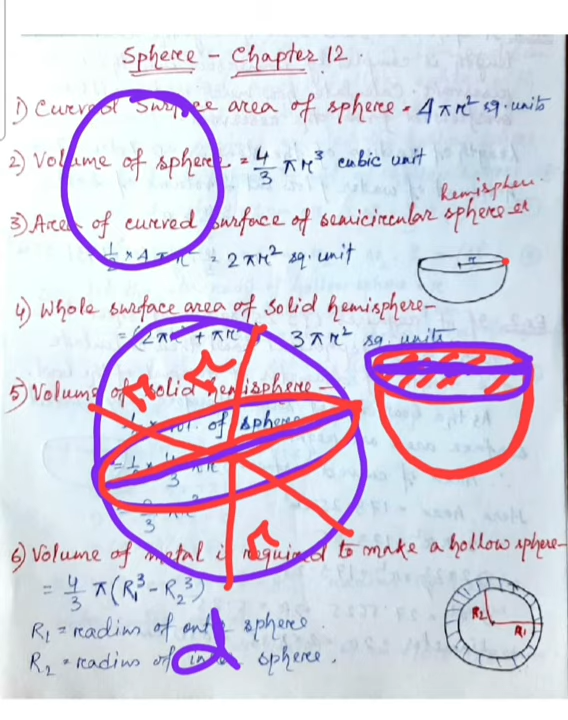 Sphere - Chapter 12
1) Curved Surface area of sphere = 4πr² sq. units
2) Volume of sphere = 4/3 πr³ cubic unit
hemisphere
3) Area of curved surface of semicircular sphere
= 1/2 × 4πr² = 2πr² sq. unit
r
4) Whole surface area of solid hemisphere-
= (2πr² + πr²) 3πr² sq. units
r r
5) Volume of solid hemisphere -
of sphere
r
6) Volume of metal is required to make a hollow sphere-
= 4/3 π(R₁³ - R₂³)
R₂ R₁
R₁ = radius of sphere.
d
R₂ = radius of sphere.